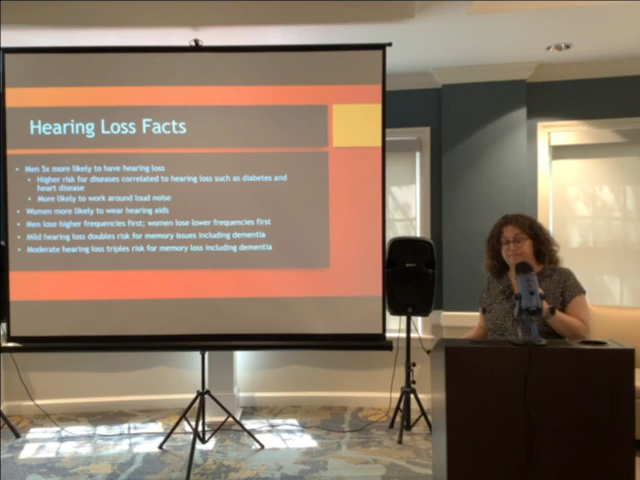 Hearing Loss Facts
• Men 5x more likely to have hearing loss
• Higher risk for diseases correlated to hearing loss such as diabetes and
heart disease
• More likely to work around loud noise
• Women more likely to wear hearing aids
• Men lose higher frequencies first; women lose lower frequencies first
• Mild hearing loss doubles risk for memory issues including dementia
• Moderate hearing loss triples risk for memory loss including dementia